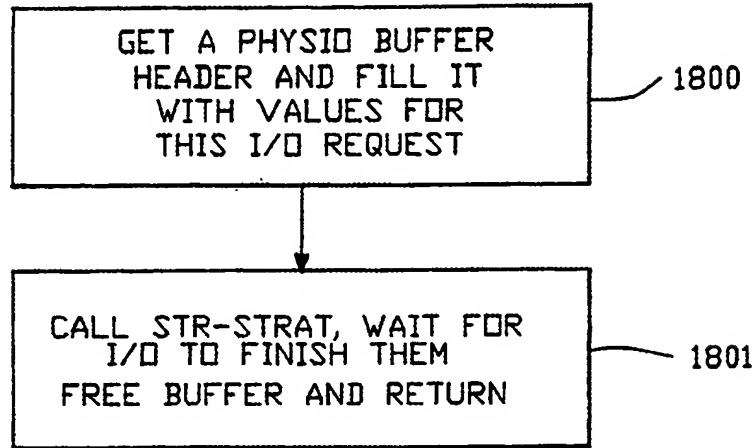 GET A PHYSIO BUFFER
HEADER AND FILL IT
WITH VALUES FOR
THIS I/O REQUEST
1800
CALL STR-STRAT, WAIT FOR
I/O TO FINISH THEM
FREE BUFFER AND RETURN
1801